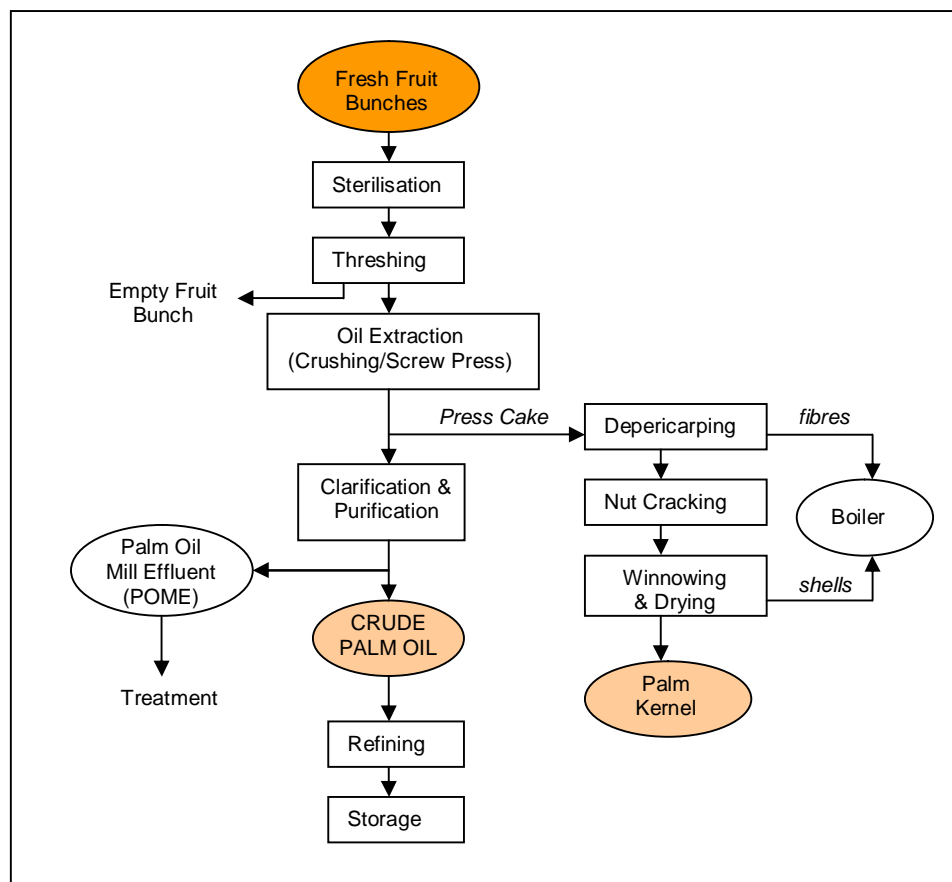 Fresh Fruit
Bunches
Sterilisation
Threshing
Empty Fruit
Bunch
Oil Extraction
(Crushing/Screw Press)
Press Cake
Depericarping
fibres
Clarification &
Purification
Nut Cracking
Boiler
Palm Oil
Mill Effluent
(POME)
Winnowing
& Drying
shells
CRUDE
PALM OIL
Treatment
Palm
Kernel
Refining
Storage